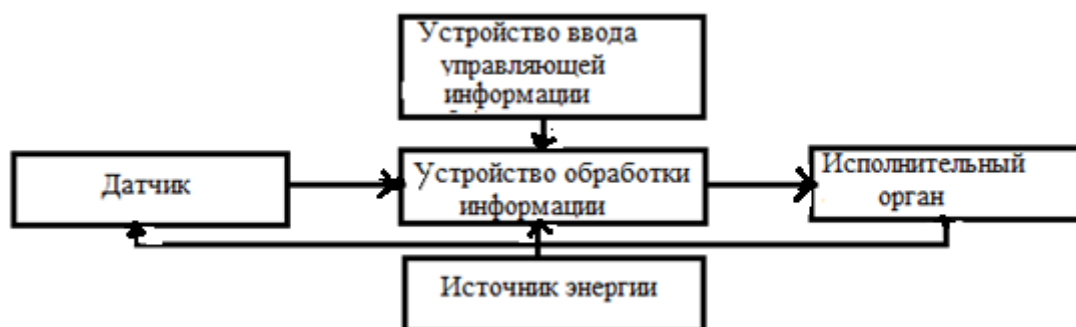 Устройство ввода
управляющей
информации
Датчик
Устройство обработки
информации
Исполнительный
орган
Источник энергии